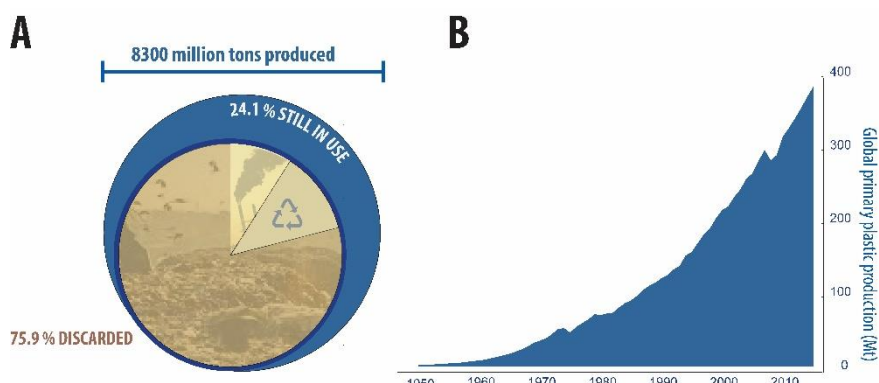 A
8300 million tons produced
24.1 % STILL IN USE
75.9 % DISCARDED
B
400
300
200
100
0
Global primary plastic production (Mt)
1950 1960 1970 1980 1990 2000 2010